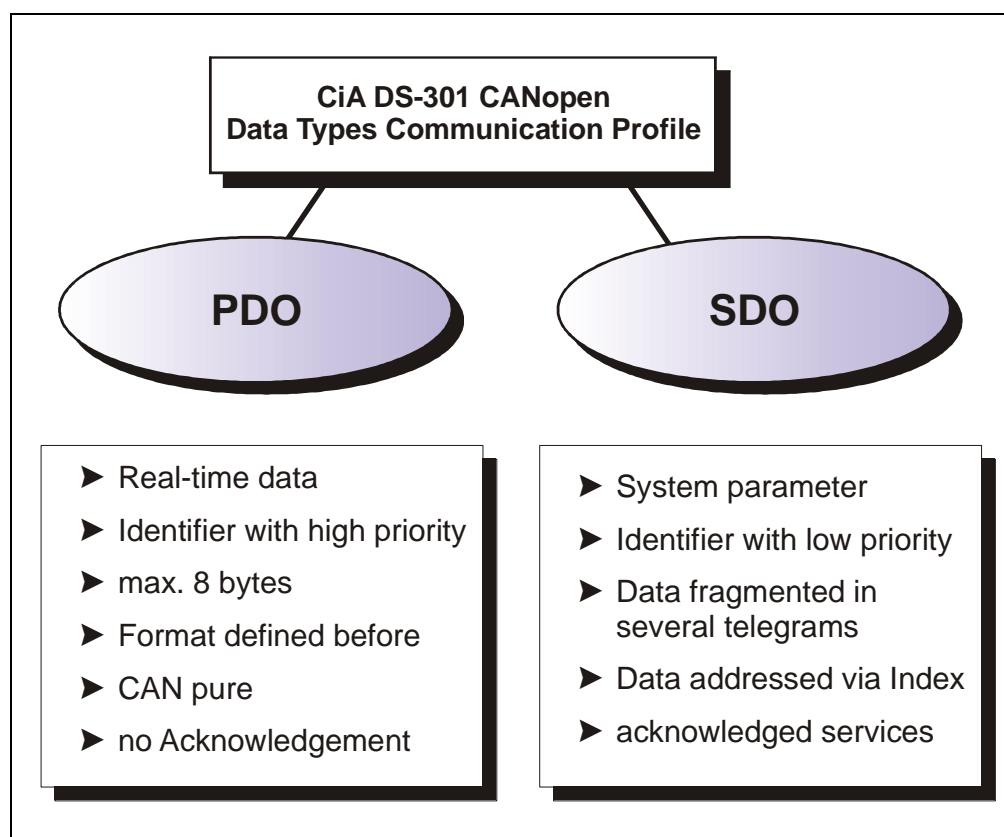 CiA DS-301 CANopen
Data Types Communication Profile
PDO
SDO
➤ Real-time data
➤ Identifier with high priority
➤ max. 8 bytes
➤ Format defined before
➤ CAN pure
➤ no Acknowledgement
➤ System parameter
➤ Identifier with low priority
➤ Data fragmented in
several telegrams
➤ Data addressed via Index
➤ acknowledged services